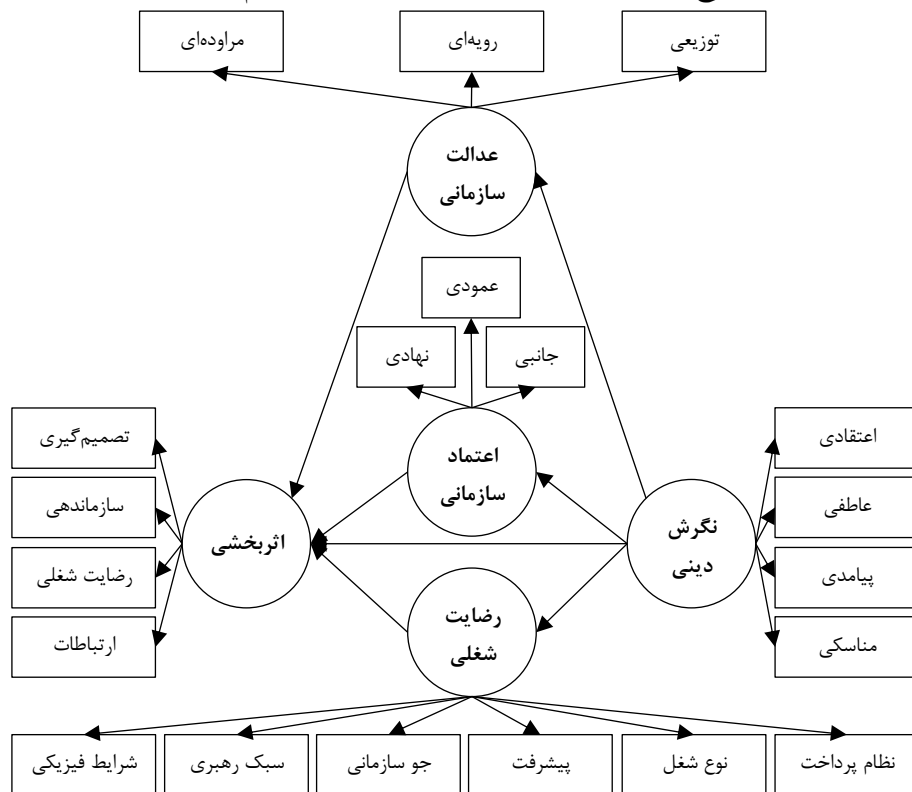 توزیعی
رویه‌ای
مراوده‌ای
عدالت
سازمانی
عمودی
جانبی
نهادی
اعتماد
سازمانی
اعتقادی
عاطفی
پیامدی
مناسکی
نگرش
دینی
اثربخشی
تصمیم‌گیری
سازماندهی
رضایت شغلی
ارتباطات
رضایت
شغلی
نظام پرداخت
نوع شغل
پیشرفت
جو سازمانی
سبک رهبری
شرایط فیزیکی